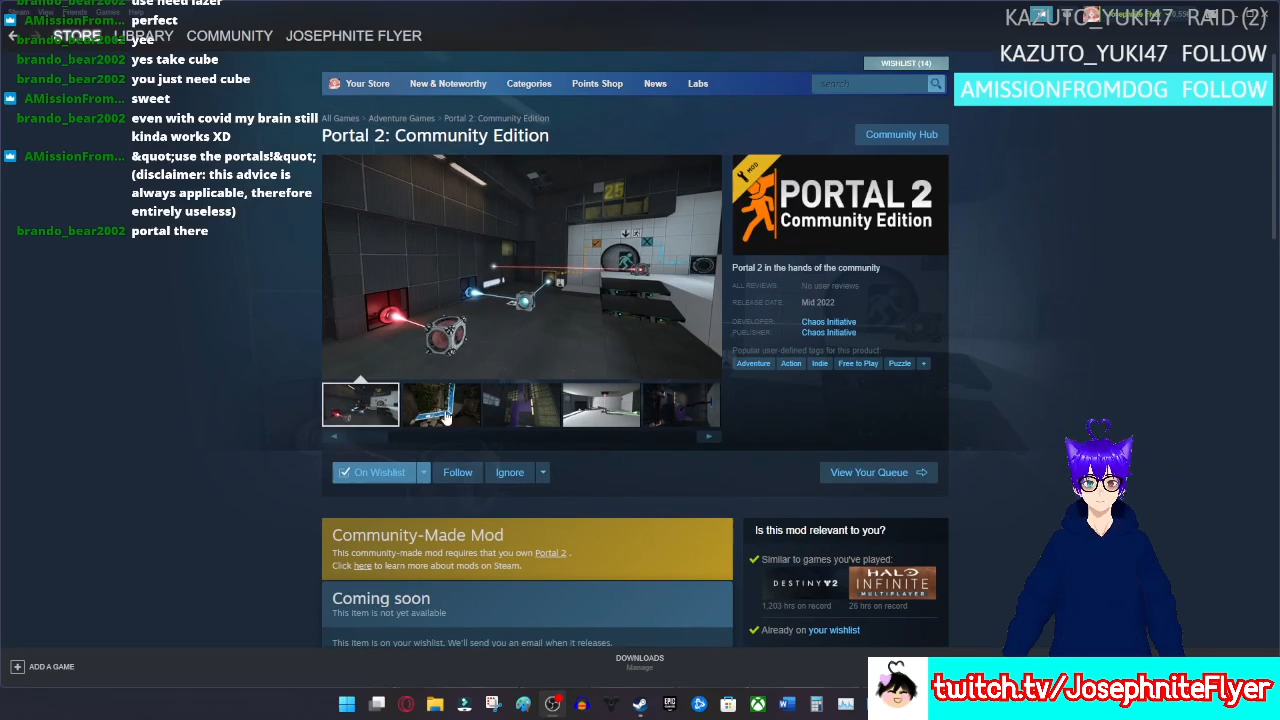 use need lazer
AMissionFrom... perfect
brando_bear2002 yee
brando_bear2002 yes take cube
brando_bear2002 you just need cube
AMissionFrom... sweet
brando_bear2002 even with covid my brain still
kinda works XD
AMissionFrom... &quot;use the portals!&quot;
(disclaimer: this advice is
always applicable, therefore
entirely useless)
brando_bear2002 portal there
View Friends Games Help
STORE LIBRARY COMMUNITY JOSEPHNITE FLYER
KAZUTO_YUKI47 RAID (2)
KAZUTO_YUKI47 FOLLOW
AMISSIONFROMDOG FOLLOW
WISHLIST (14)
Your Store New & Noteworthy Categories Points Shop News Labs search
All Games > Adventure Games > Portal 2: Community Edition
Portal 2: Community Edition
Community Hub
25
MOD
PORTAL 2
Community Edition
Portal 2 in the hands of the community
ALL REVIEWS: No user reviews
RELEASE DATE: Mid 2022
DEVELOPER: Chaos Initiative
PUBLISHER: Chaos Initiative
Popular user-defined tags for this product:
Adventure Action Indie Free to Play Puzzle +
On Wishlist Follow Ignore View Your Queue
Community-Made Mod
This community-made mod requires that you own Portal 2 .
Click here to learn more about mods on Steam.
Coming soon
This item is not yet available
This item is on your wishlist. We'll send you an email when it releases.
Is this mod relevant to you?
Similar to games you've played:
DESTINY 2
HALO
INFINITE
MULTIPLAYER
1,203 hrs on record 26 hrs on record
Already on your wishlist
ADD A GAME
DOWNLOADS
Manage
EPIC
twitch.tv/JosephniteFlyer